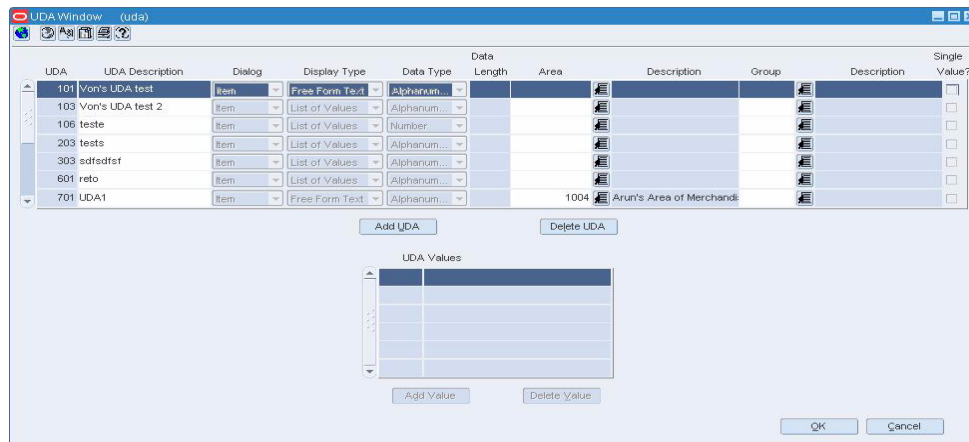 UDA Window (uda)
Data Single
UDA UDA Description Dialog Display Type Data Type Length Area Description Group Description Value?
101 Von's UDA test Item Free Form Text Alphanum...
103 Von's UDA test 2 Item List of Values Alphanum...
106 teste Item List of Values Number
203 tests Item List of Values Alphanum...
303 sdfsdfsf Item List of Values Alphanum...
601 reto Item List of Values Alphanum...
701 UDA1 Item Free Form Text Alphanum... 1004 Arun's Area of Merchandi
Add UDA Delete UDA
UDA Values
Add Value Delete Value
OK Cancel